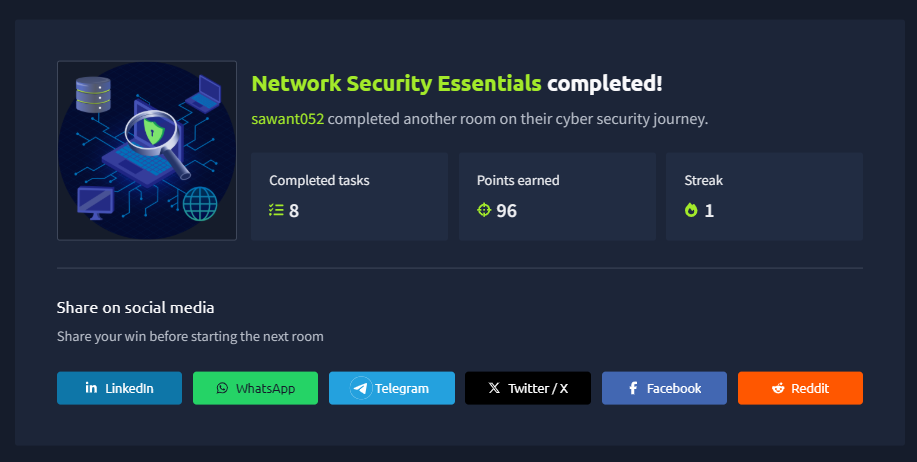 Network Security Essentials completed!
sawant052 completed another room on their cyber security journey.
Completed tasks
8
Points earned
96
Streak
1
Share on social media
Share your win before starting the next room
LinkedIn
WhatsApp
Telegram
Twitter / X
Facebook
Reddit